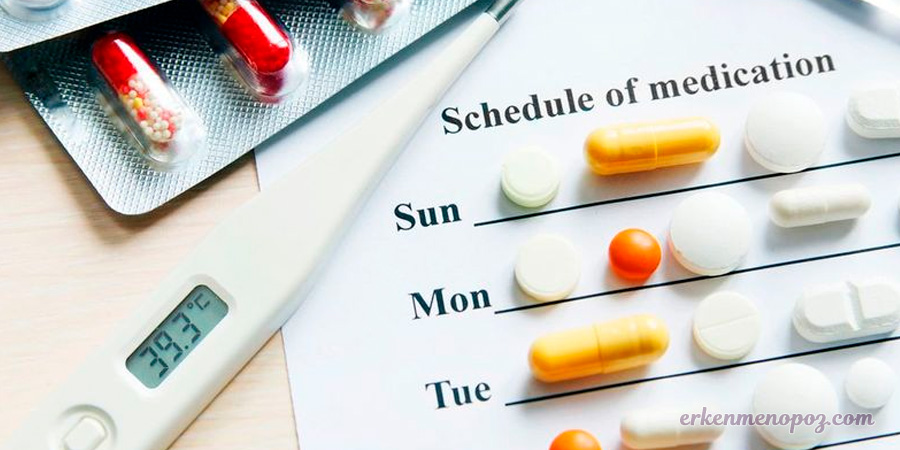 Schedule of medication
Sun
Mon
Tue
39.3°C
erkenmenopoz.com